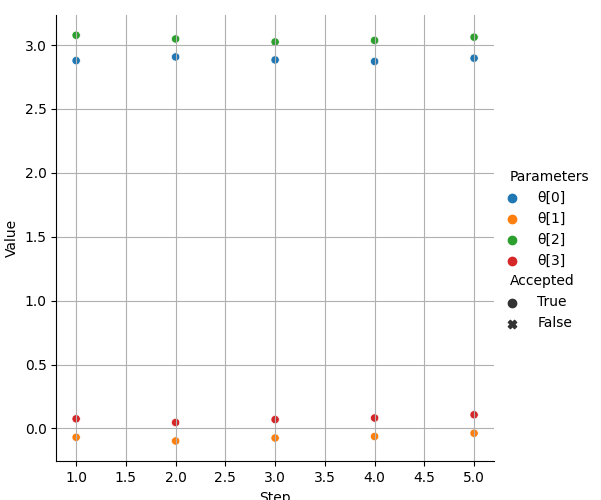 3.0
2.5
2.0
1.5
1.0
0.5
0.0
Value
1.0 1.5 2.0 2.5 3.0 3.5 4.0 4.5 5.0
Step
Parameters
θ[0]
θ[1]
θ[2]
θ[3]
Accepted
True
False